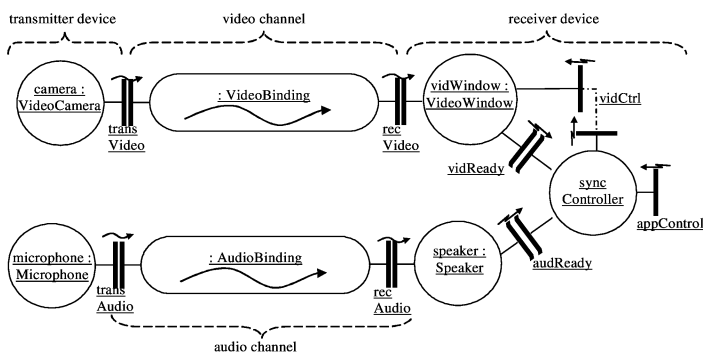 transmitter device
video channel
receiver device
camera :
VideoCamera
trans
Video
: VideoBinding
rec
Video
vidWindow :
VideoWindow
vidCtrl
vidReady
sync
Controller
appControl
microphone :
Microphone
trans
Audio
: AudioBinding
rec
Audio
speaker :
Speaker
audReady
audio channel